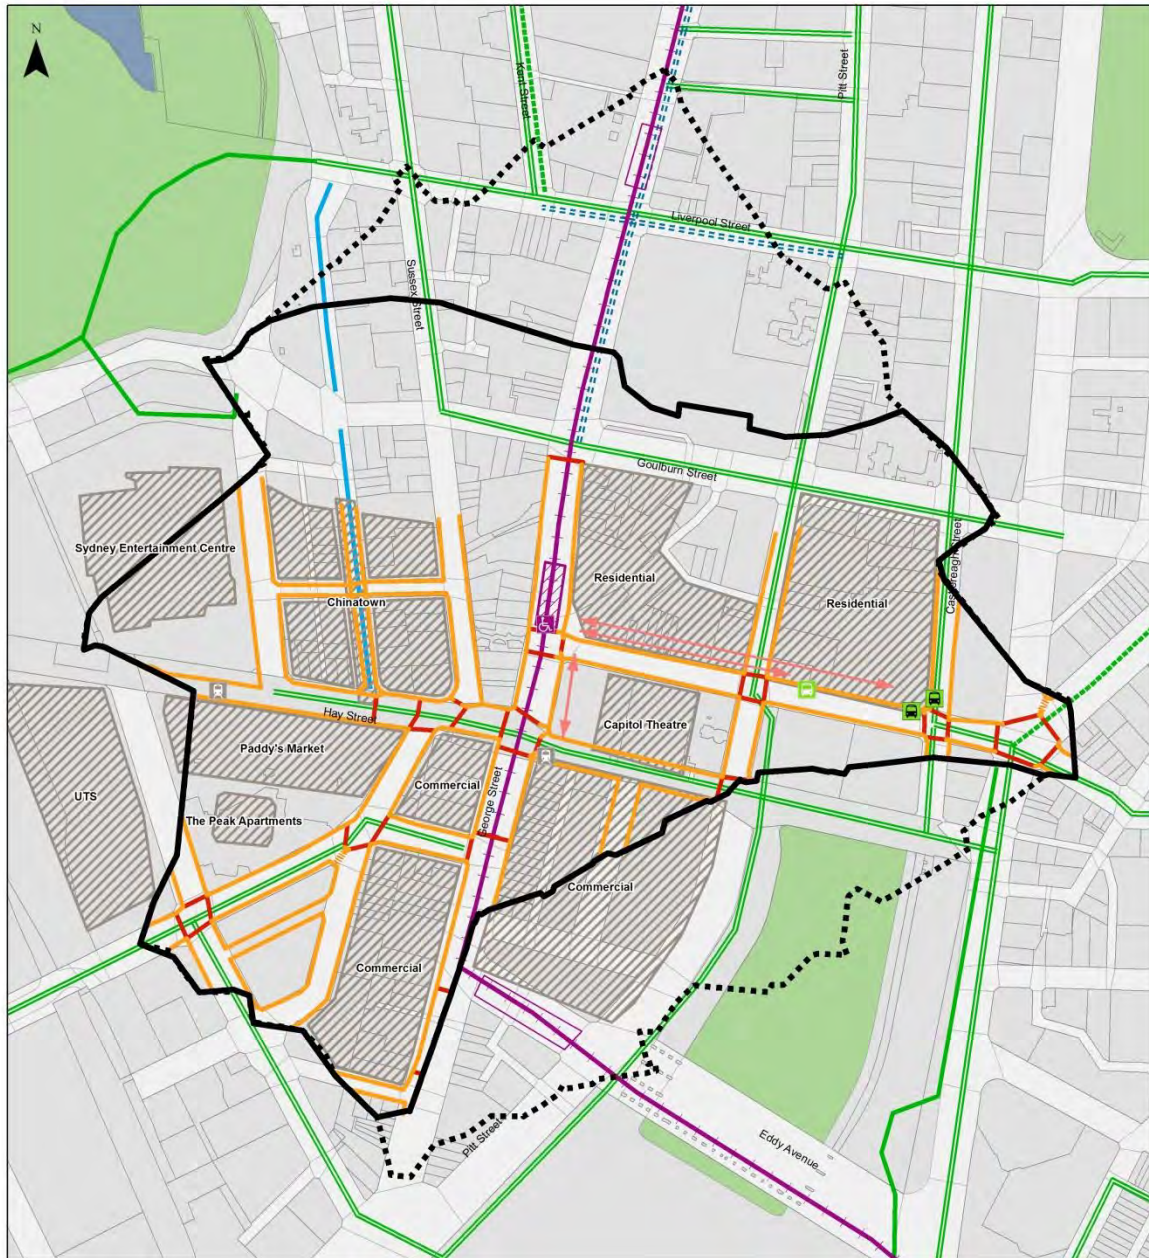 N
Kent Street
Pitt Street
Liverpool Street
Sussex Street
Goulburn Street
Sydney Entertainment Centre
Residential
Castlereagh Street
Chinatown
Residential
Hay Street
Capitol Theatre
Paddy's Market
Commercial
UTS
The Peak Apartments
George Street
Commercial
Commercial
Pitt Street
Eddy Avenue